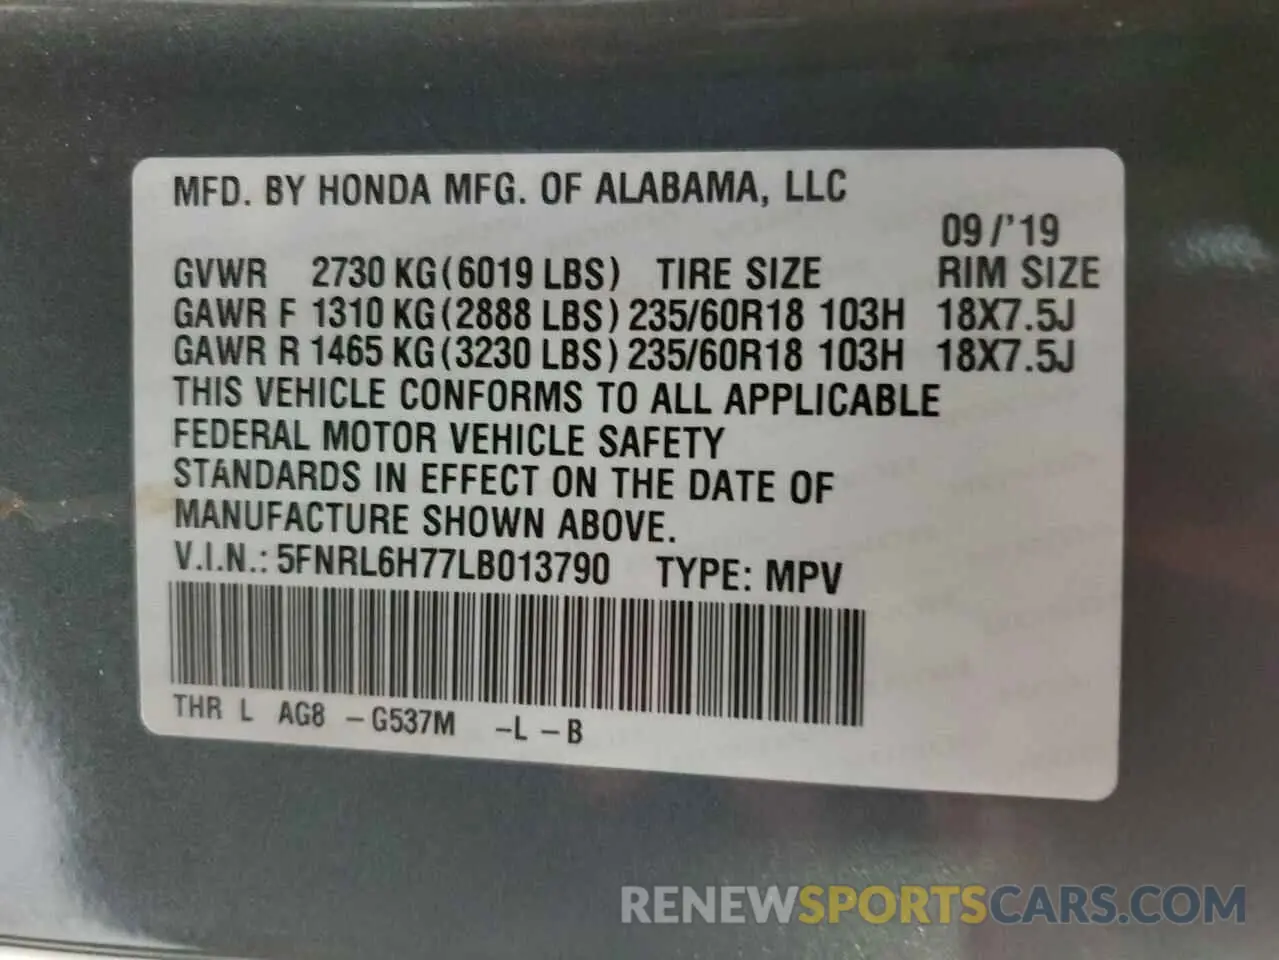 MFD. BY HONDA MFG. OF ALABAMA, LLC
09/'19
GVWR 2730 KG(6019 LBS) TIRE SIZE RIM SIZE
GAWR F 1310 KG(2888 LBS) 235/60R18 103H 18X7.5J
GAWR R 1465 KG(3230 LBS) 235/60R18 103H 18X7.5J
THIS VEHICLE CONFORMS TO ALL APPLICABLE
FEDERAL MOTOR VEHICLE SAFETY
STANDARDS IN EFFECT ON THE DATE OF
MANUFACTURE SHOWN ABOVE.
V.I.N.: 5FNRL6H77LB013790 TYPE: MPV
THR L AG8 -G537M -L -B
RENEWSPORTSCARS.COM